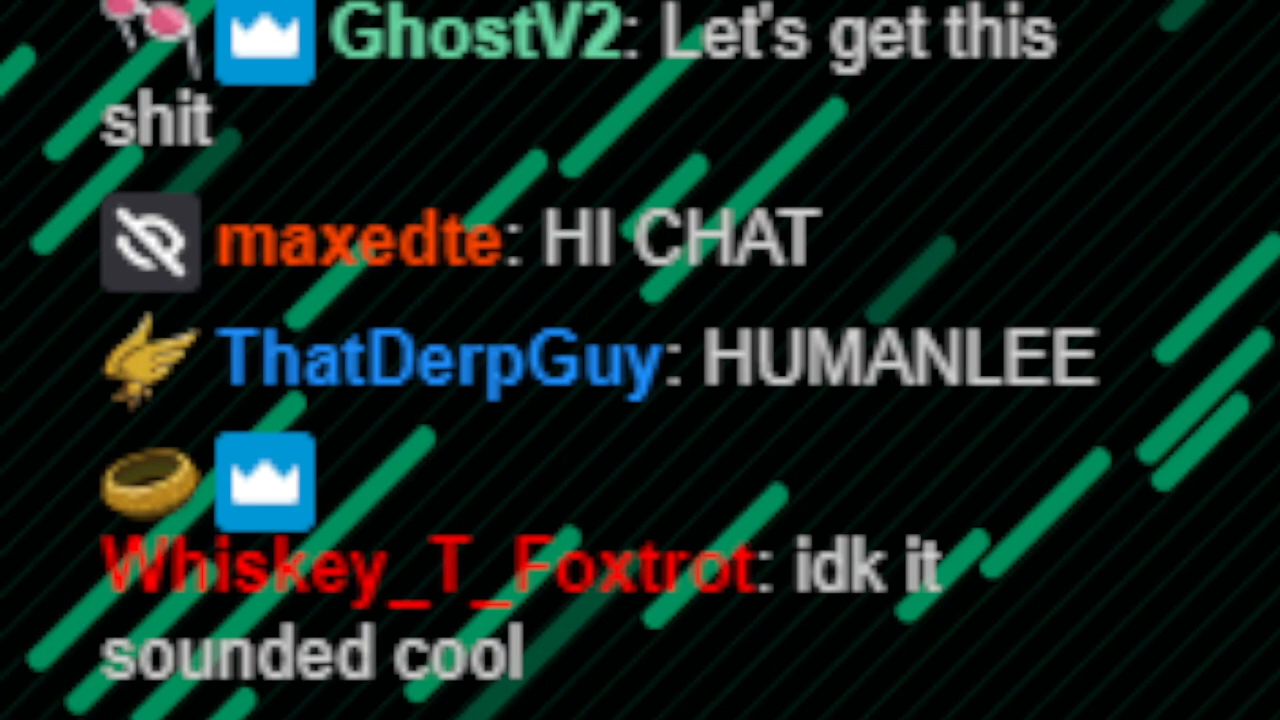 GhostV2: Let's get this
shit
maxedte: HI CHAT
ThatDerpGuy: HUMANLEE
Whiskey_T_Foxtrot: idk it
sounded cool